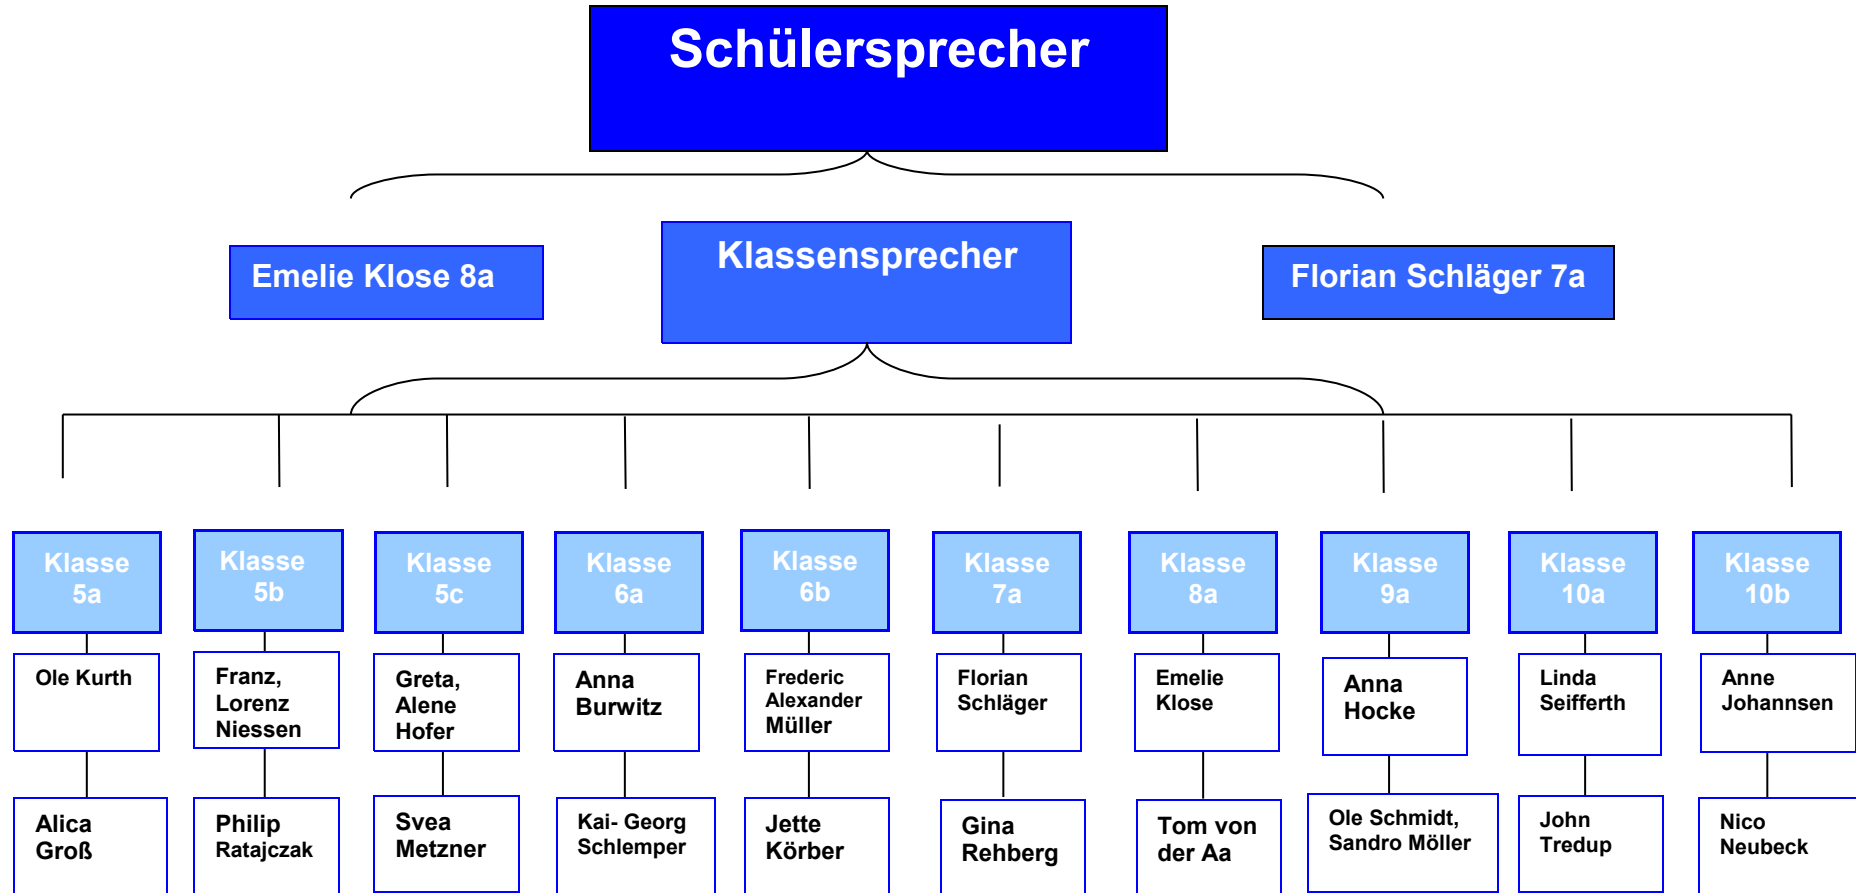 Schülersprecher
Emelie Klose 8a
Klassensprecher
Florian Schläger 7a
Klasse
5a
Klasse
5b
Klasse
5c
Klasse
6a
Klasse
6b
Klasse
7a
Klasse
8a
Klasse
9a
Klasse
10a
Klasse
10b
Ole Kurth
Franz,
Lorenz
Niessen
Greta,
Alene
Hofer
Anna
Burwitz
Frederic
Alexander
Müller
Florian
Schläger
Emelie
Klose
Anna
Hocke
Linda
Seifferth
Anne
Johannsen
Alica
Groß
Philip
Ratajczak
Svea
Metzner
Kai- Georg
Schlemper
Jette
Körber
Gina
Rehberg
Tom von
der Aa
Ole Schmidt,
Sandro Möller
John
Tredup
Nico
Neubeck